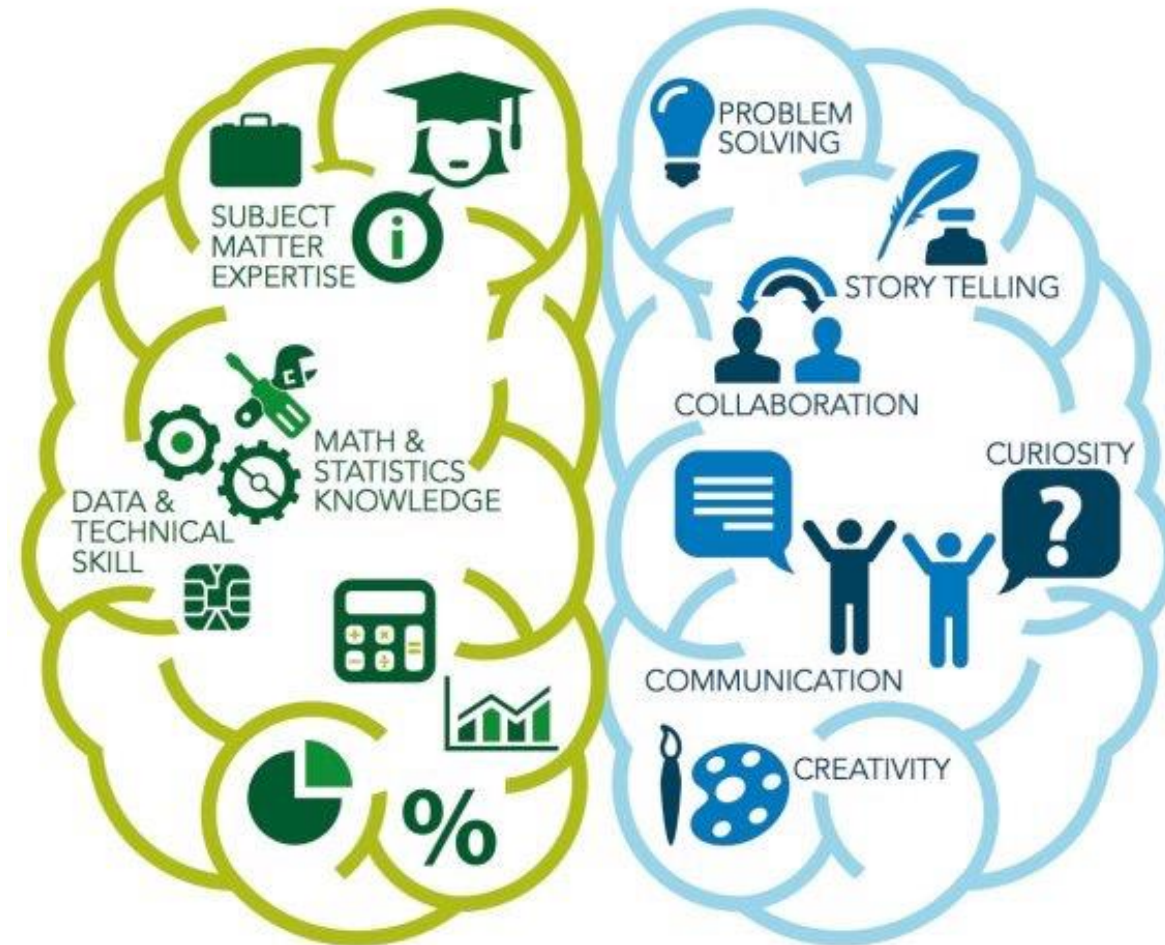 SUBJECT
MATTER
EXPERTISE
i
MATH &
STATISTICS
KNOWLEDGE
DATA &
TECHNICAL
SKILL
+ ×
− ÷ =
%
PROBLEM
SOLVING
STORY TELLING
COLLABORATION
CURIOSITY
?
COMMUNICATION
CREATIVITY